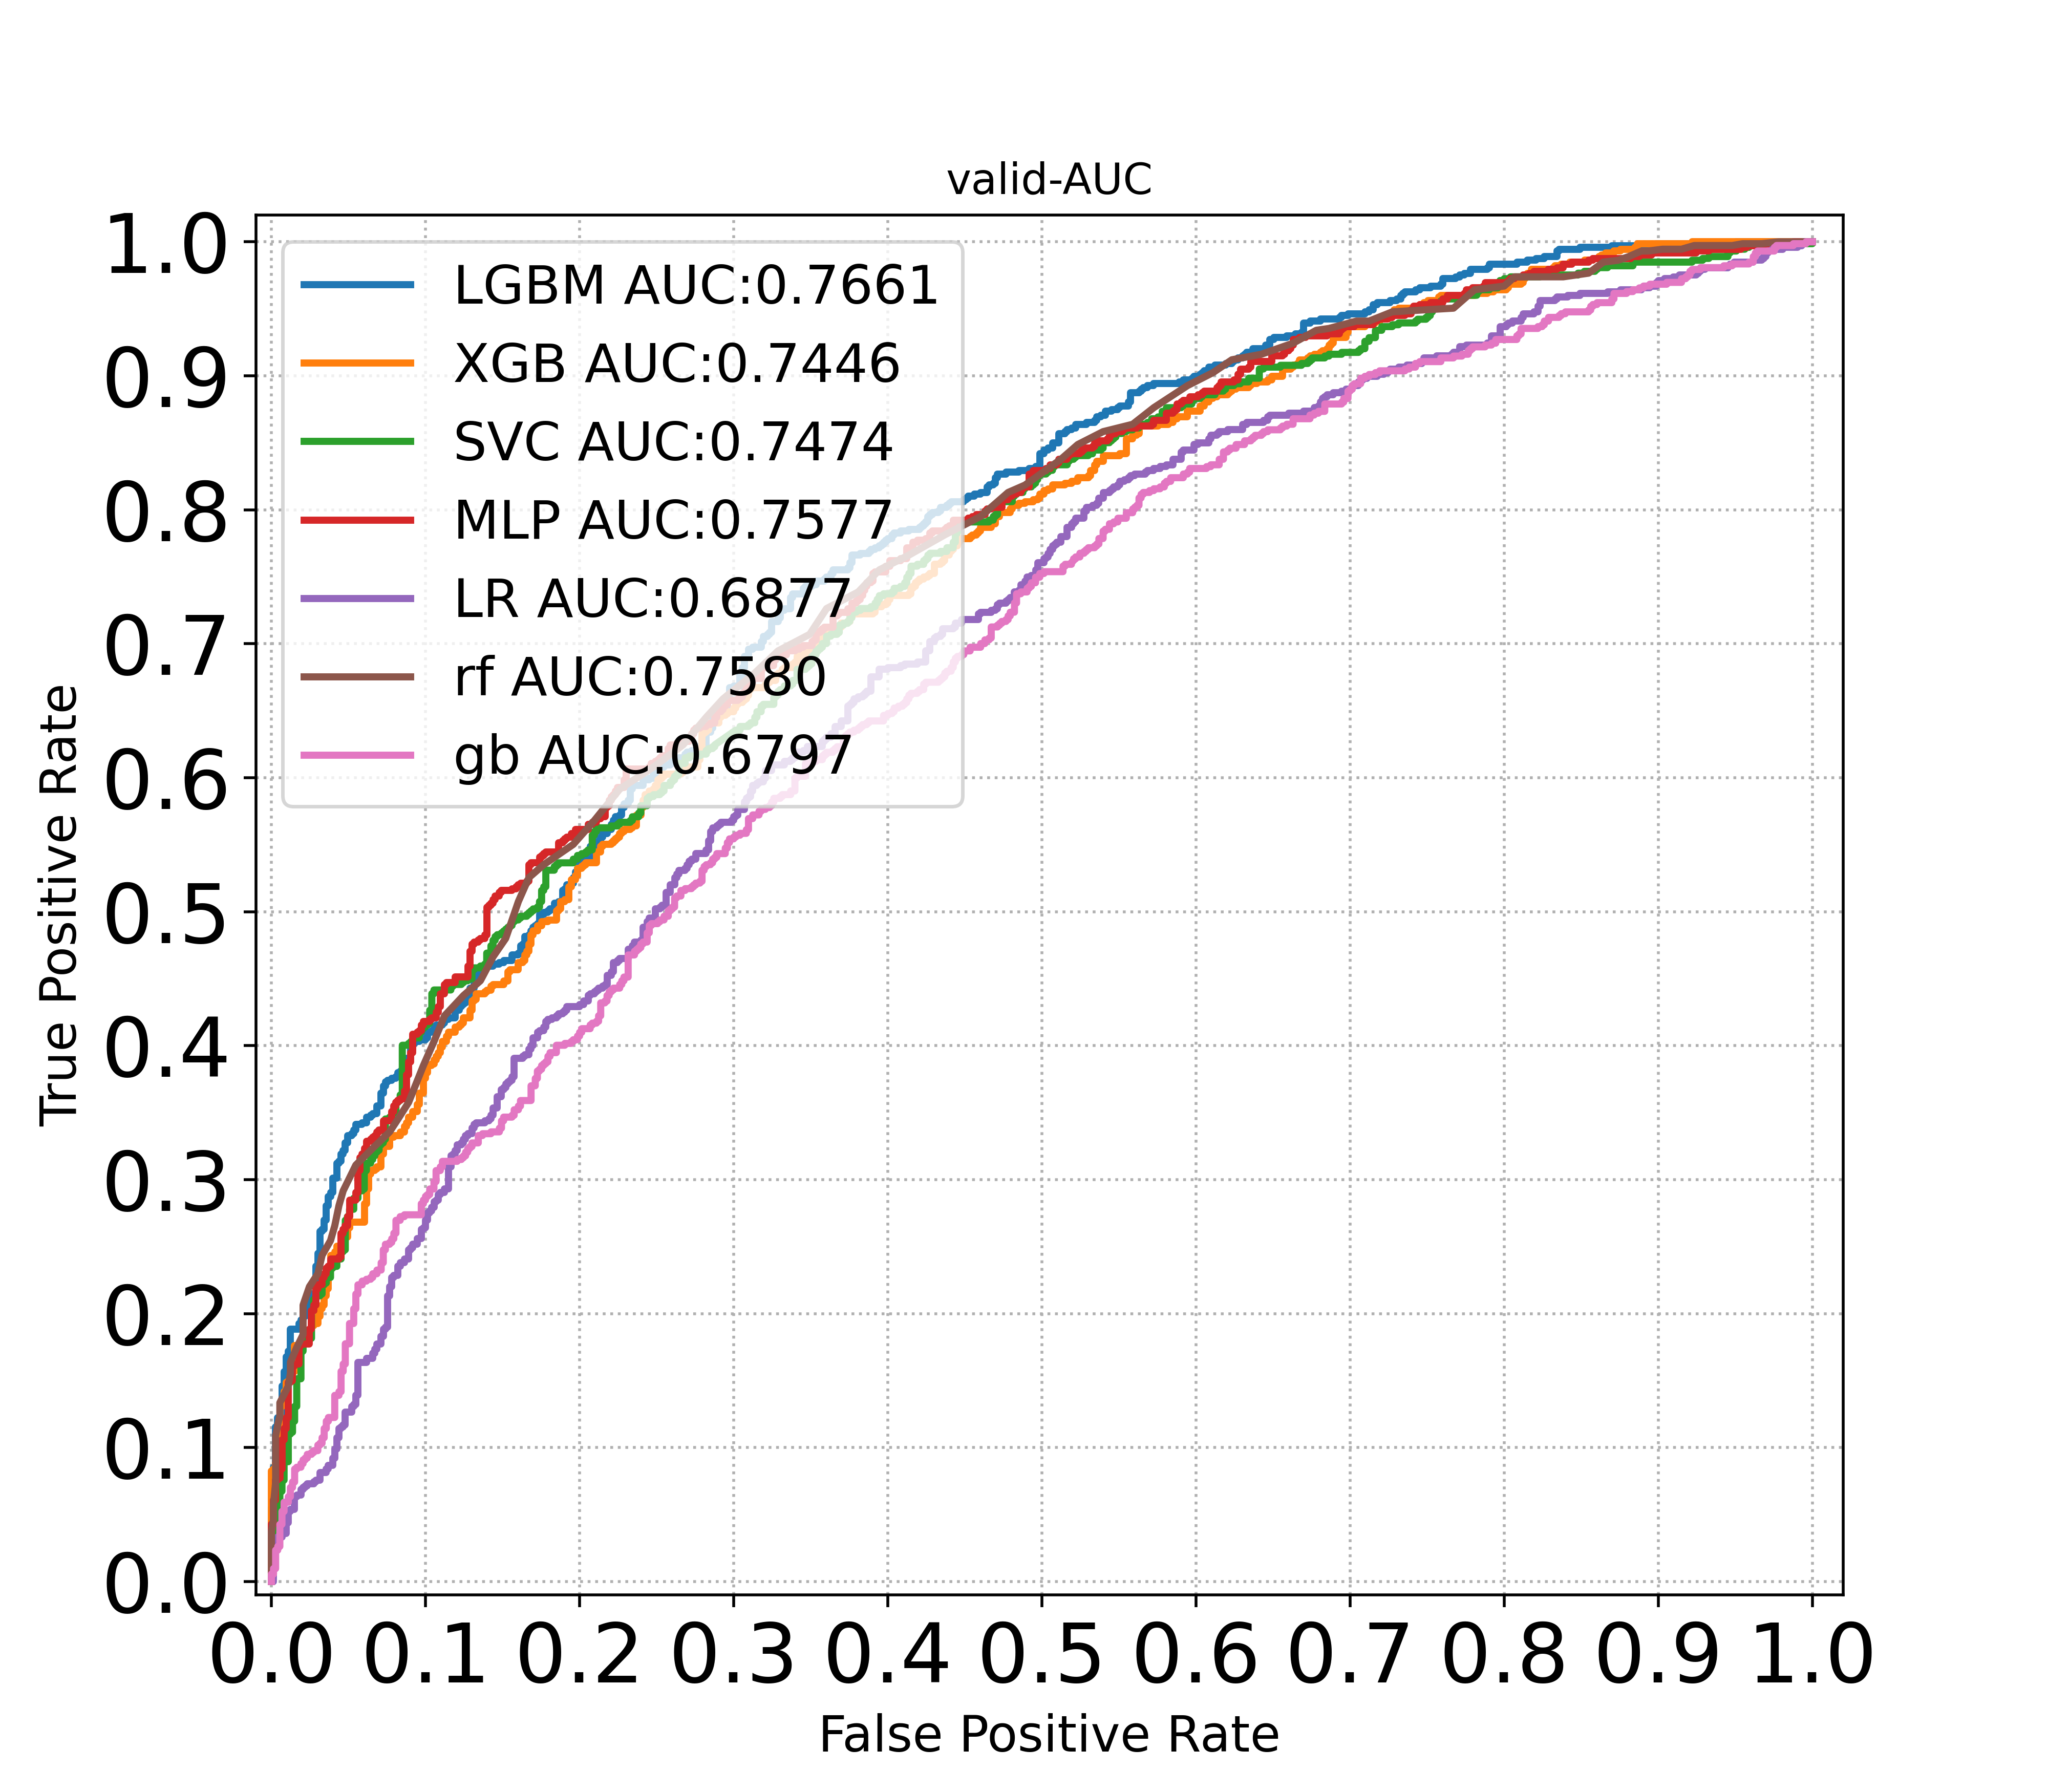 valid-AUC
1.0
0.9
0.8
0.7
0.6
0.5
0.4
0.3
0.2
0.1
0.0
True Positive Rate
LGBM AUC:0.7661
XGB AUC:0.7446
SVC AUC:0.7474
MLP AUC:0.7577
LR AUC:0.6877
rf AUC:0.7580
gb AUC:0.6797
0.0 0.1 0.2 0.3 0.4 0.5 0.6 0.7 0.8 0.9 1.0
False Positive Rate